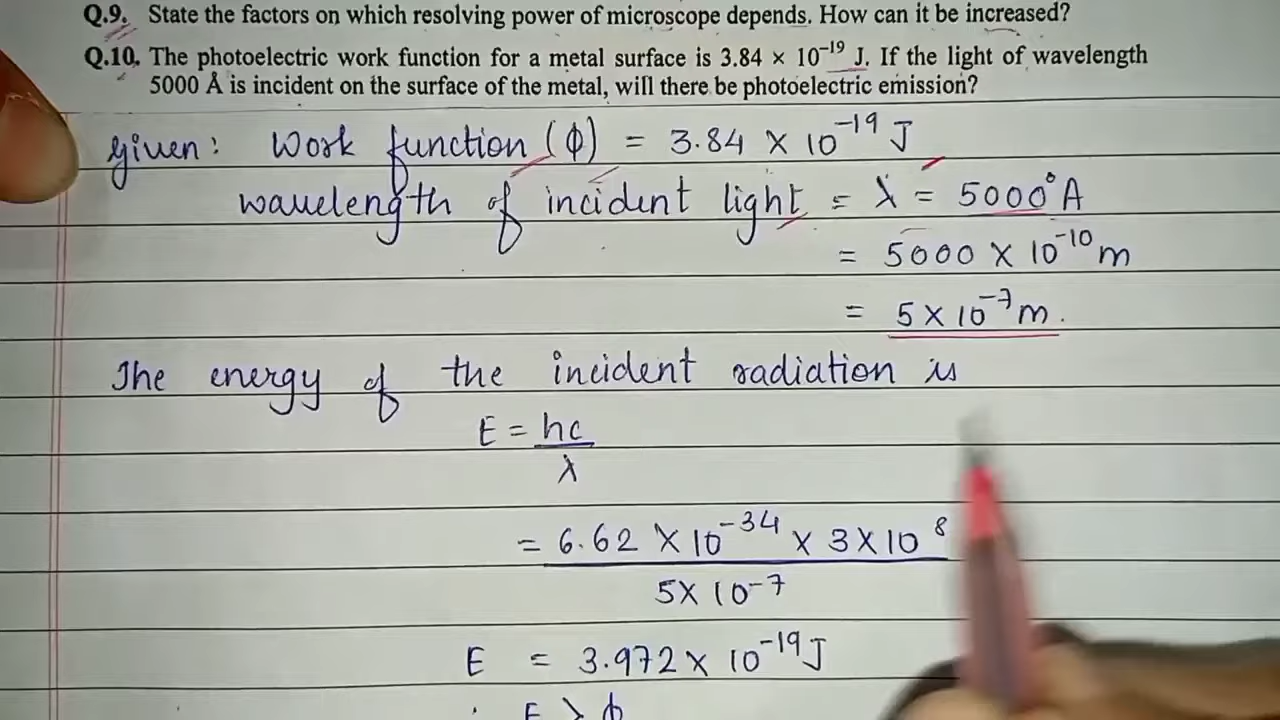 Q.9. State the factors on which resolving power of microscope depends. How can it be increased?
Q.10. The photoelectric work function for a metal surface is 3.84 × 10⁻¹⁹ J. If the light of wavelength
5000 Å is incident on the surface of the metal, will there be photoelectric emission?
Given: Work function (ϕ) = 3.84 × 10⁻¹⁹ J
wavelength of incident light = λ = 5000°A
= 5000 × 10⁻¹⁰ m
= 5 × 10⁻⁷ m.
The energy of the incident radiation is
E = hc
λ
= 6.62 × 10⁻³⁴ × 3 × 10⁸
5 × 10⁻⁷
E = 3.972 × 10⁻¹⁹ J
E > ϕ